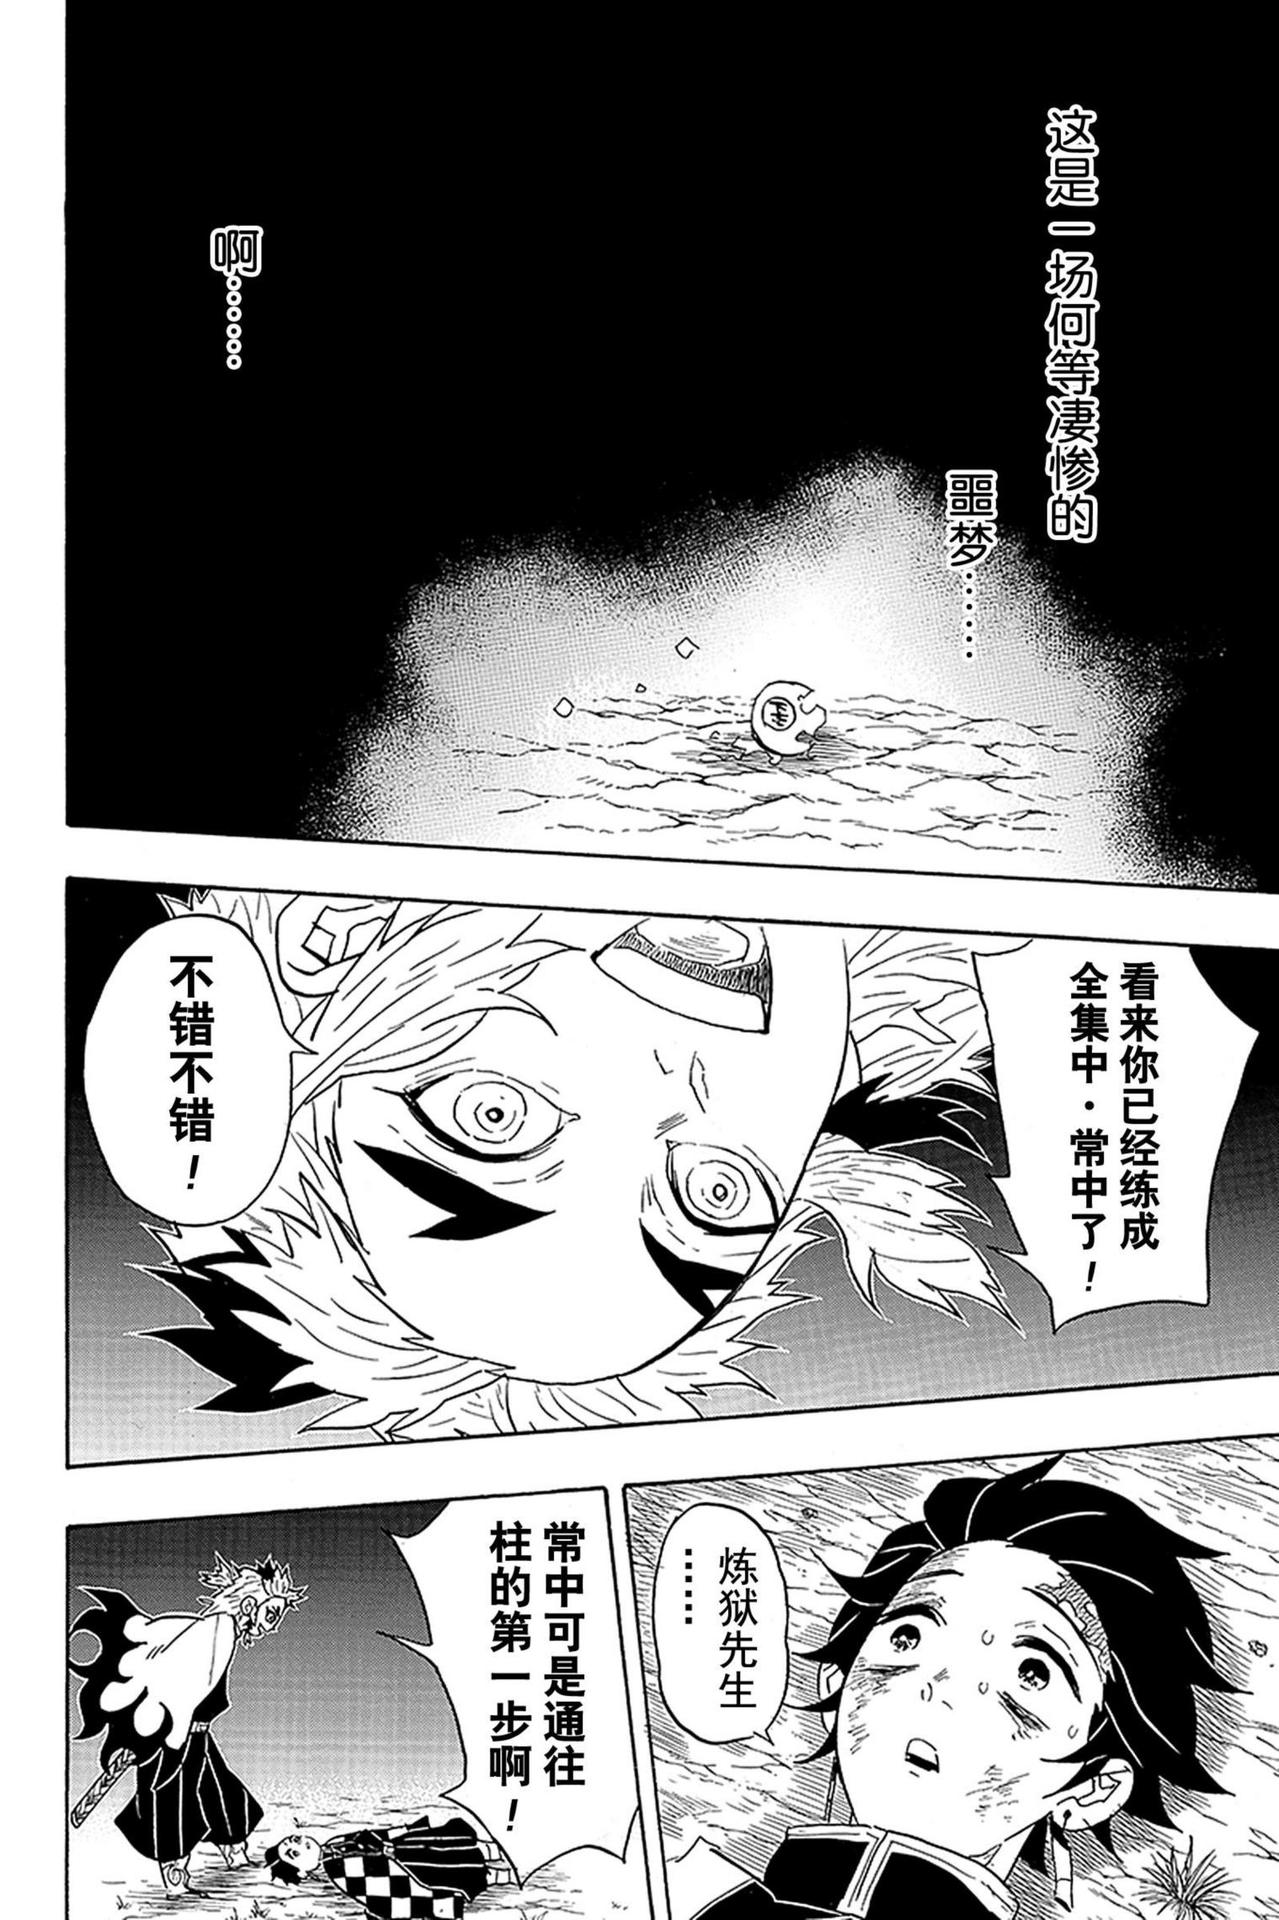 这是一场何等凄惨的
噩梦……
啊……
看来你已经练成
全集中·常中了！
不错不错！
炼狱先生
……
常中可是通往
柱的第一步啊！